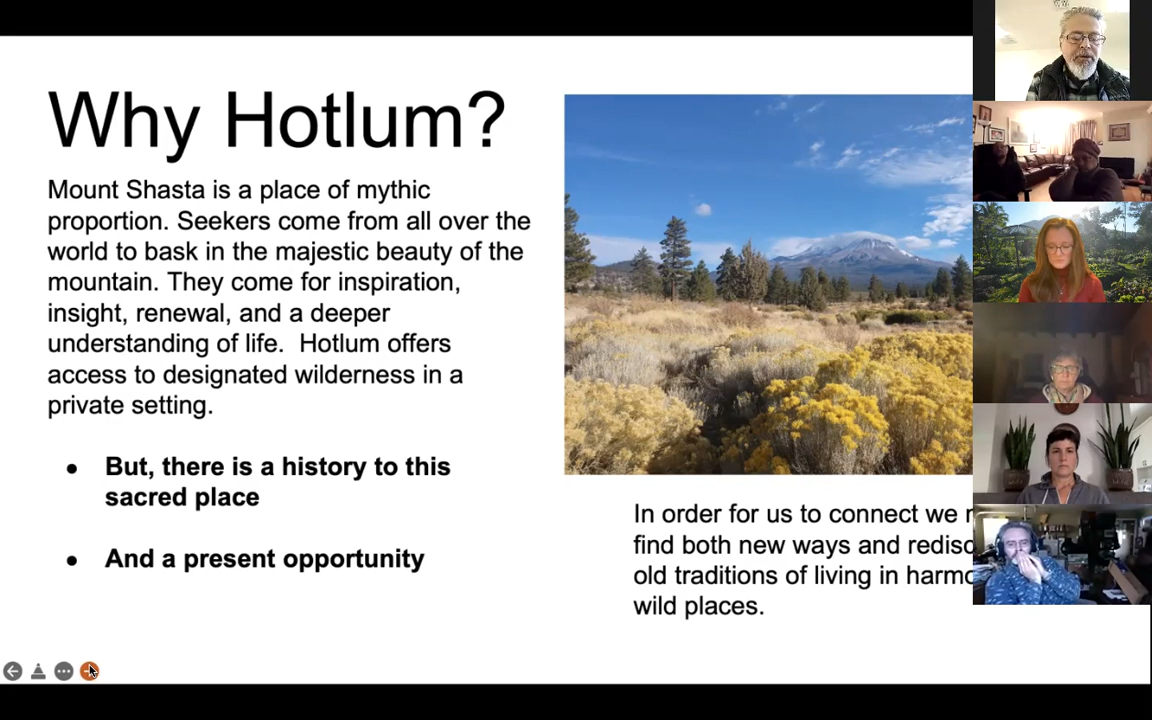 Why Hotlum?
Mount Shasta is a place of mythic
proportion. Seekers come from all over the
world to bask in the majestic beauty of the
mountain. They come for inspiration,
insight, renewal, and a deeper
understanding of life.  Hotlum offers
access to designated wilderness in a
private setting.
● But, there is a history to this
sacred place
● And a present opportunity
In order for us to connect we
find both new ways and
old traditions of living in
wild places.